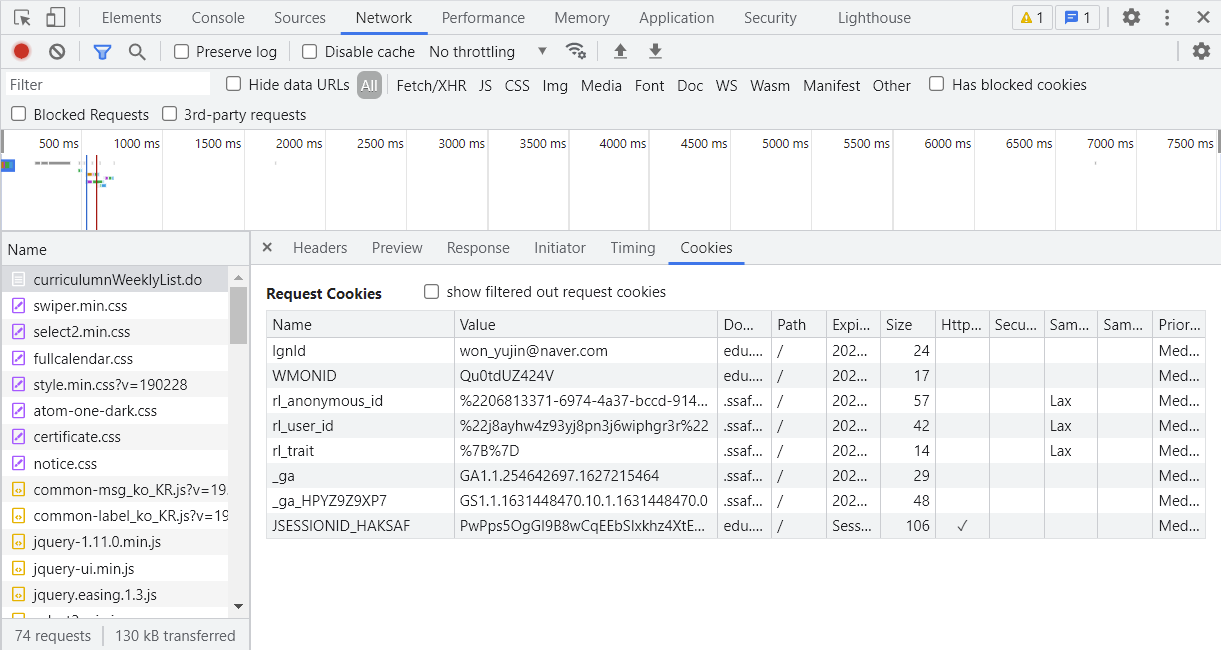 Elements Console Sources Network Performance Memory Application Security Lighthouse 1 1
Preserve log Disable cache No throttling
Filter Hide data URLs All Fetch/XHR JS CSS Img Media Font Doc WS Wasm Manifest Other Has blocked cookies
Blocked Requests 3rd-party requests
500 ms 1000 ms 1500 ms 2000 ms 2500 ms 3000 ms 3500 ms 4000 ms 4500 ms 5000 ms 5500 ms 6000 ms 6500 ms 7000 ms 7500 ms
Name
curriculumnWeeklyList.do
swiper.min.css
select2.min.css
fullcalendar.css
style.min.css?v=190228
atom-one-dark.css
certificate.css
notice.css
common-msg_ko_KR.js?v=19
common-label_ko_KR.js?v=19
jquery-1.11.0.min.js
jquery-ui.min.js
jquery.easing.1.3.js
74 requests 130 kB transferred
Headers Preview Response Initiator Timing Cookies
Request Cookies show filtered out request cookies
Name Value Do... Path Expi... Size Http... Secu... Sam... Sam... Prior...
lgnId won_yujin@naver.com edu.... / 202... 24 Med...
WMONID Qu0tdUZ424V edu.... / 202... 17 Med...
rl_anonymous_id %2206813371-6974-4a37-bccd-914... .ssaf... / 202... 57 Lax Med...
rl_user_id %22j8ayhw4z93yj8pn3j6wiphgr3r%22 .ssaf... / 202... 42 Lax Med...
rl_trait %7B%7D .ssaf... / 202... 14 Lax Med...
_ga GA1.1.254642697.1627215464 .ssaf... / 202... 29 Med...
_ga_HPYZ9Z9XP7 GS1.1.1631448470.10.1.1631448470.0 .ssaf... / 202... 48 Med...
JSESSIONID_HAKSAF PwPps5OgGI9B8wCqEEbSIxkhz4XtE... edu.... / Sess... 106 ✓ Med...